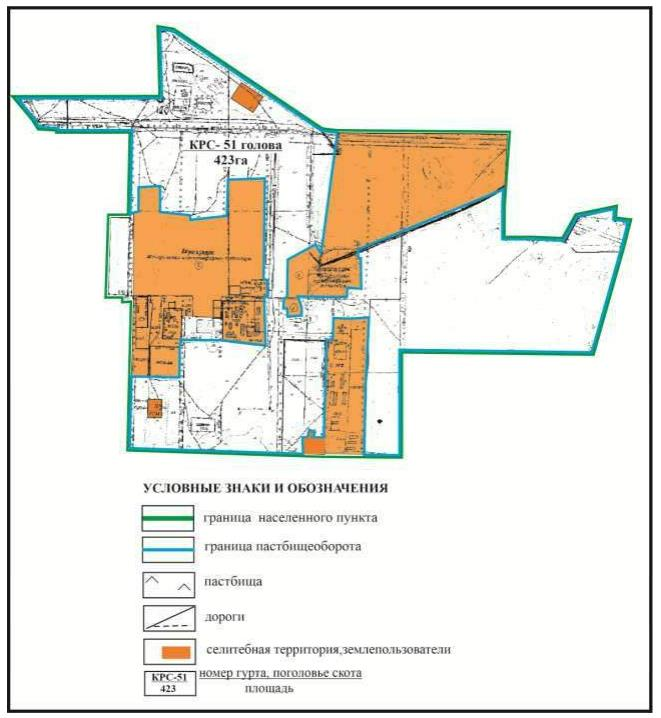 КРС- 51 голова
423га
УСЛОВНЫЕ ЗНАКИ И ОБОЗНАЧЕНИЯ
граница населенного пункта
граница пастбищеоборота
пастбища
дороги
селитебная территория,землепользователи
КРС-51
423
номер гурта, поголовье скота
площадь